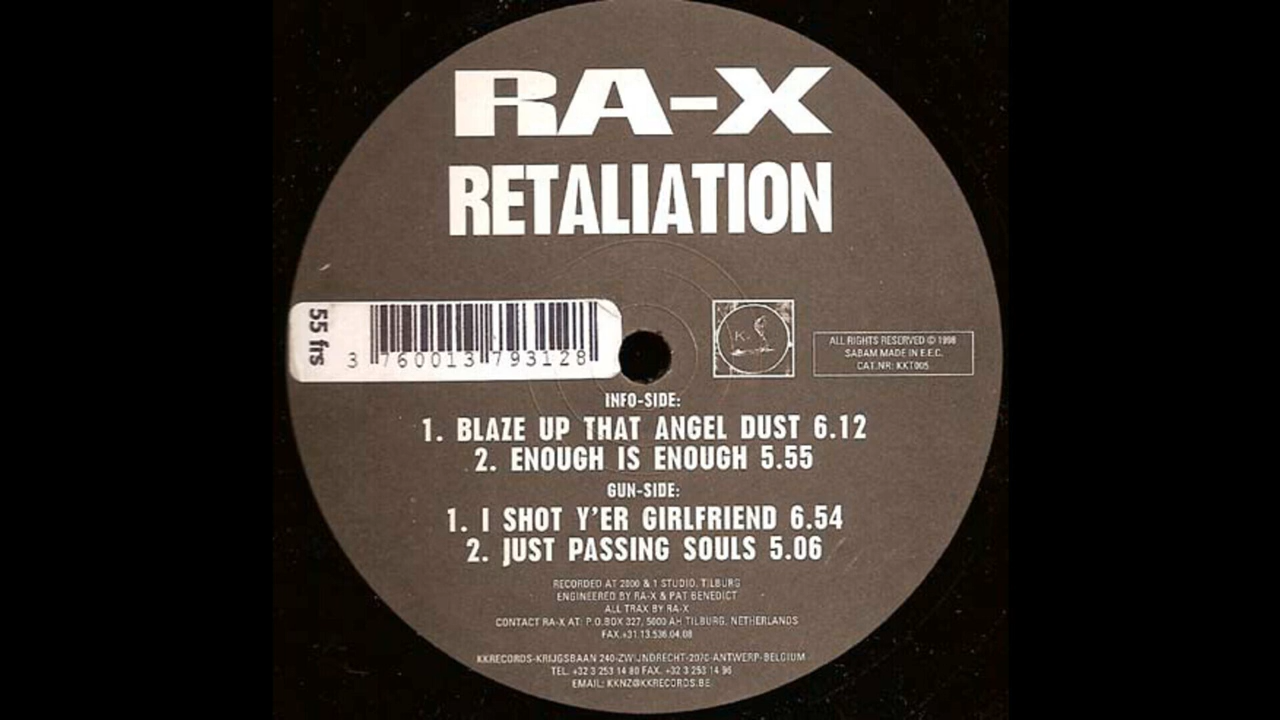 RA-X
RETALIATION
55 frs
3 760013 793128
K.
ALL RIGHTS RESERVED © 1998
SABAM MADE IN E.E.C.
CAT.NR: KKT005
INFO-SIDE:
1. BLAZE UP THAT ANGEL DUST 6.12
2. ENOUGH IS ENOUGH 5.55
GUN-SIDE:
1. I SHOT Y'ER GIRLFRIEND 6.54
2. JUST PASSING SOULS 5.06
RECORDED AT 2000 & 1 STUDIO, TILBURG
ENGINEERED BY RA-X & PAT BENEDICT
ALL TRAX BY RA-X
CONTACT RA-X AT: P.O.BOX 327, 5000 AH TILBURG, NETHERLANDS
FAX.+31.13.536.04.08
KKRECORDS-KRIJGSBAAN 240-ZWIJNDRECHT-2070-ANTWERP-BELGIUM
TEL. +32 3 253 14 80 FAX. +32 3 253 14 96
EMAIL: KKNZ@KKRECORDS.BE